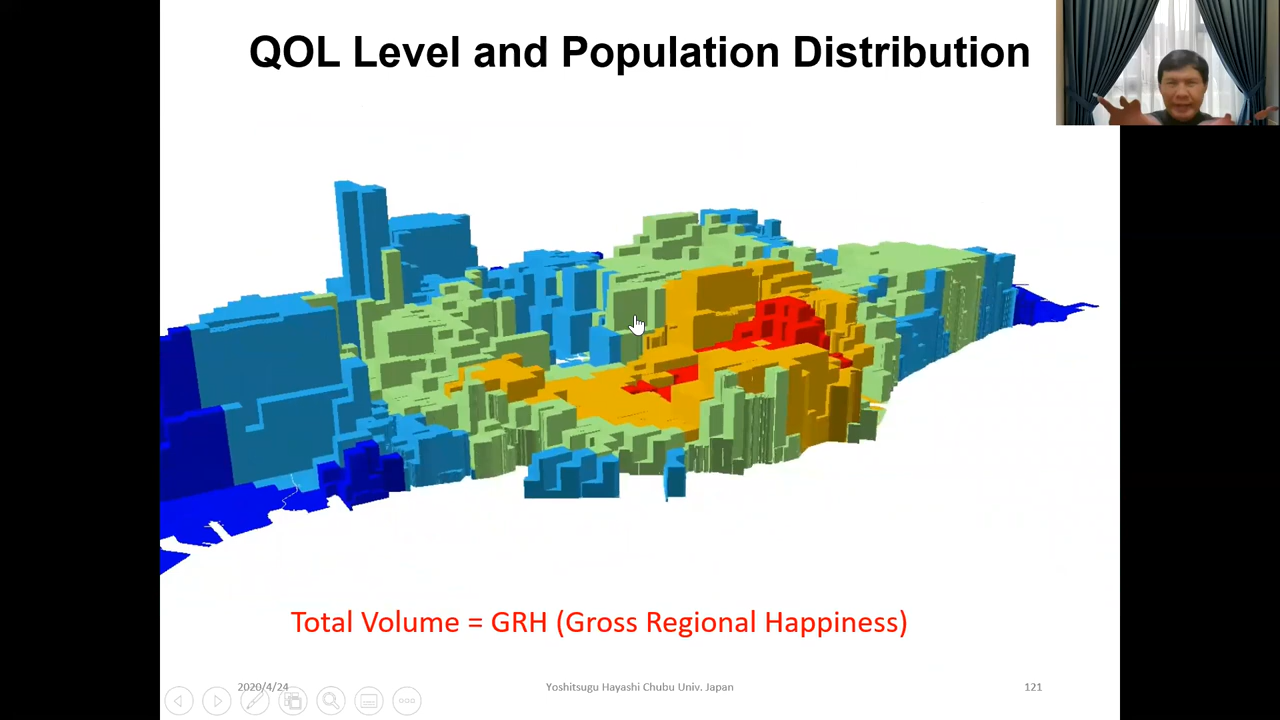 QOL Level and Population Distribution
Total Volume = GRH (Gross Regional Happiness)
2020/4/24
Yoshitsugu Hayashi Chubu Univ. Japan
121